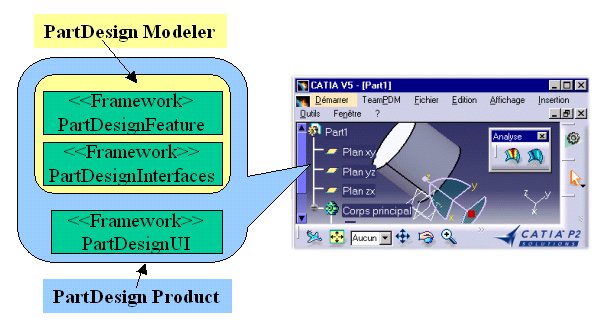 PartDesign Modeler
<<Framework>
PartDesignFeature
<<Framework>>
PartDesignInterfaces
<<Framework>>
PartDesignUI
PartDesign Product
CATIA V5 - [Part1]
Démarrer TeamPDM Fichier Edition Affichage Insertion
Outils Fenêtre ?
Part1
Plan xy
Plan yz
Plan zx
Corps principal
Analyse
z
y
x
z
y
x
Aucun
CATIA P2
SOLUTIONS